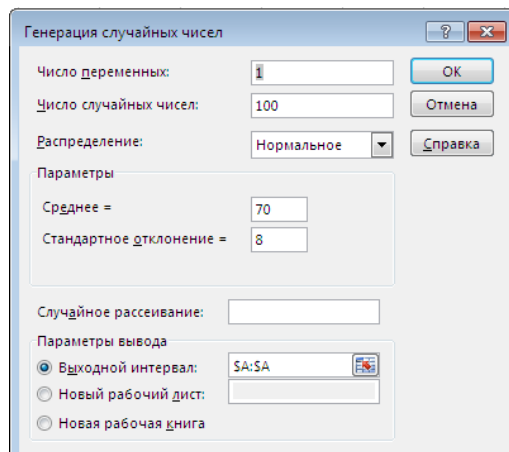 Генерация случайных чисел
Число переменных: 1 ОК
Число случайных чисел: 100 Отмена
Распределение: Нормальное Справка
Параметры
Среднее = 70
Стандартное отклонение = 8
Случайное рассеивание:
Параметры вывода
Выходной интервал: $A:$A
Новый рабочий лист:
Новая рабочая книга